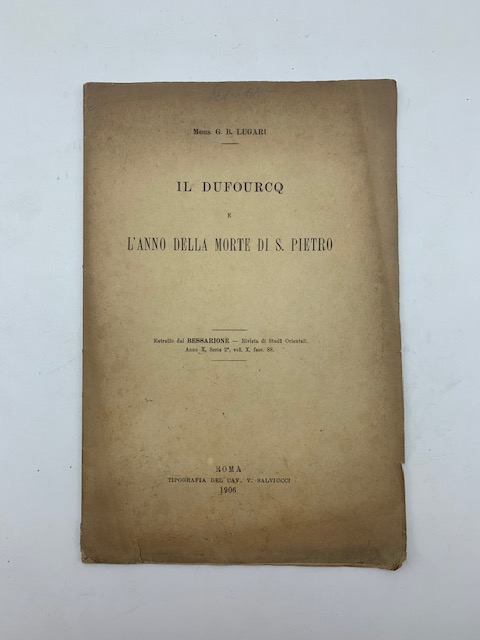 Mons. G. B. LUGARI
IL DUFOURCQ
E
L'ANNO DELLA MORTE DI S. PIETRO
Estratto dal BESSARIONE — Rivista di Studî Orientali.
Anno X, Serie 2ª, vol. X, fasc. 88.
ROMA
TIPOGRAFIA DEL CAV. V. SALVIUCCI
1906